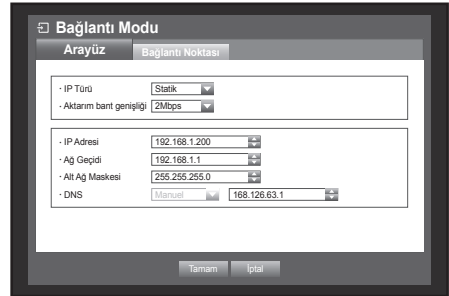 Bağlantı Modu
Arayüz Bağlantı Noktası
· IP Türü Statik
· Aktarım bant genişliği 2Mbps
· IP Adresi 192.168.1.200
· Ağ Geçidi 192.168.1.1
· Alt Ağ Maskesi 255.255.255.0
· DNS Manuel 168.126.63.1
Tamam İptal